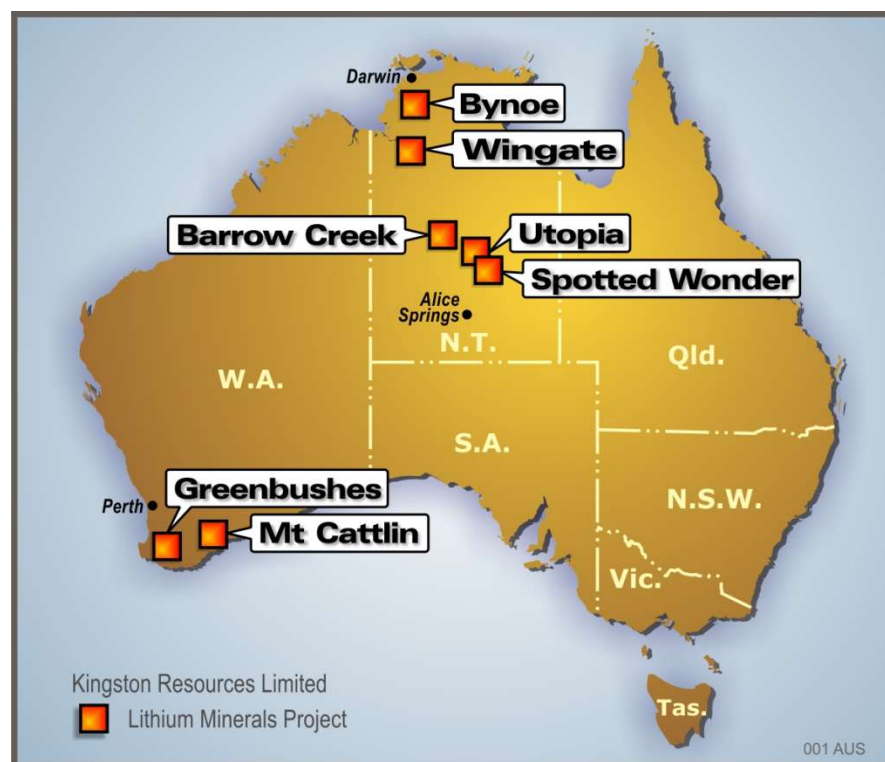 Darwin
Bynoe
Wingate
Barrow Creek
Utopia
Spotted Wonder
Alice
Springs
N.T.
Qld.
W.A.
S.A.
Greenbushes
Perth
N.S.W.
Mt Cattlin
Vic.
Kingston Resources Limited
Lithium Minerals Project
Tas.
001 AUS